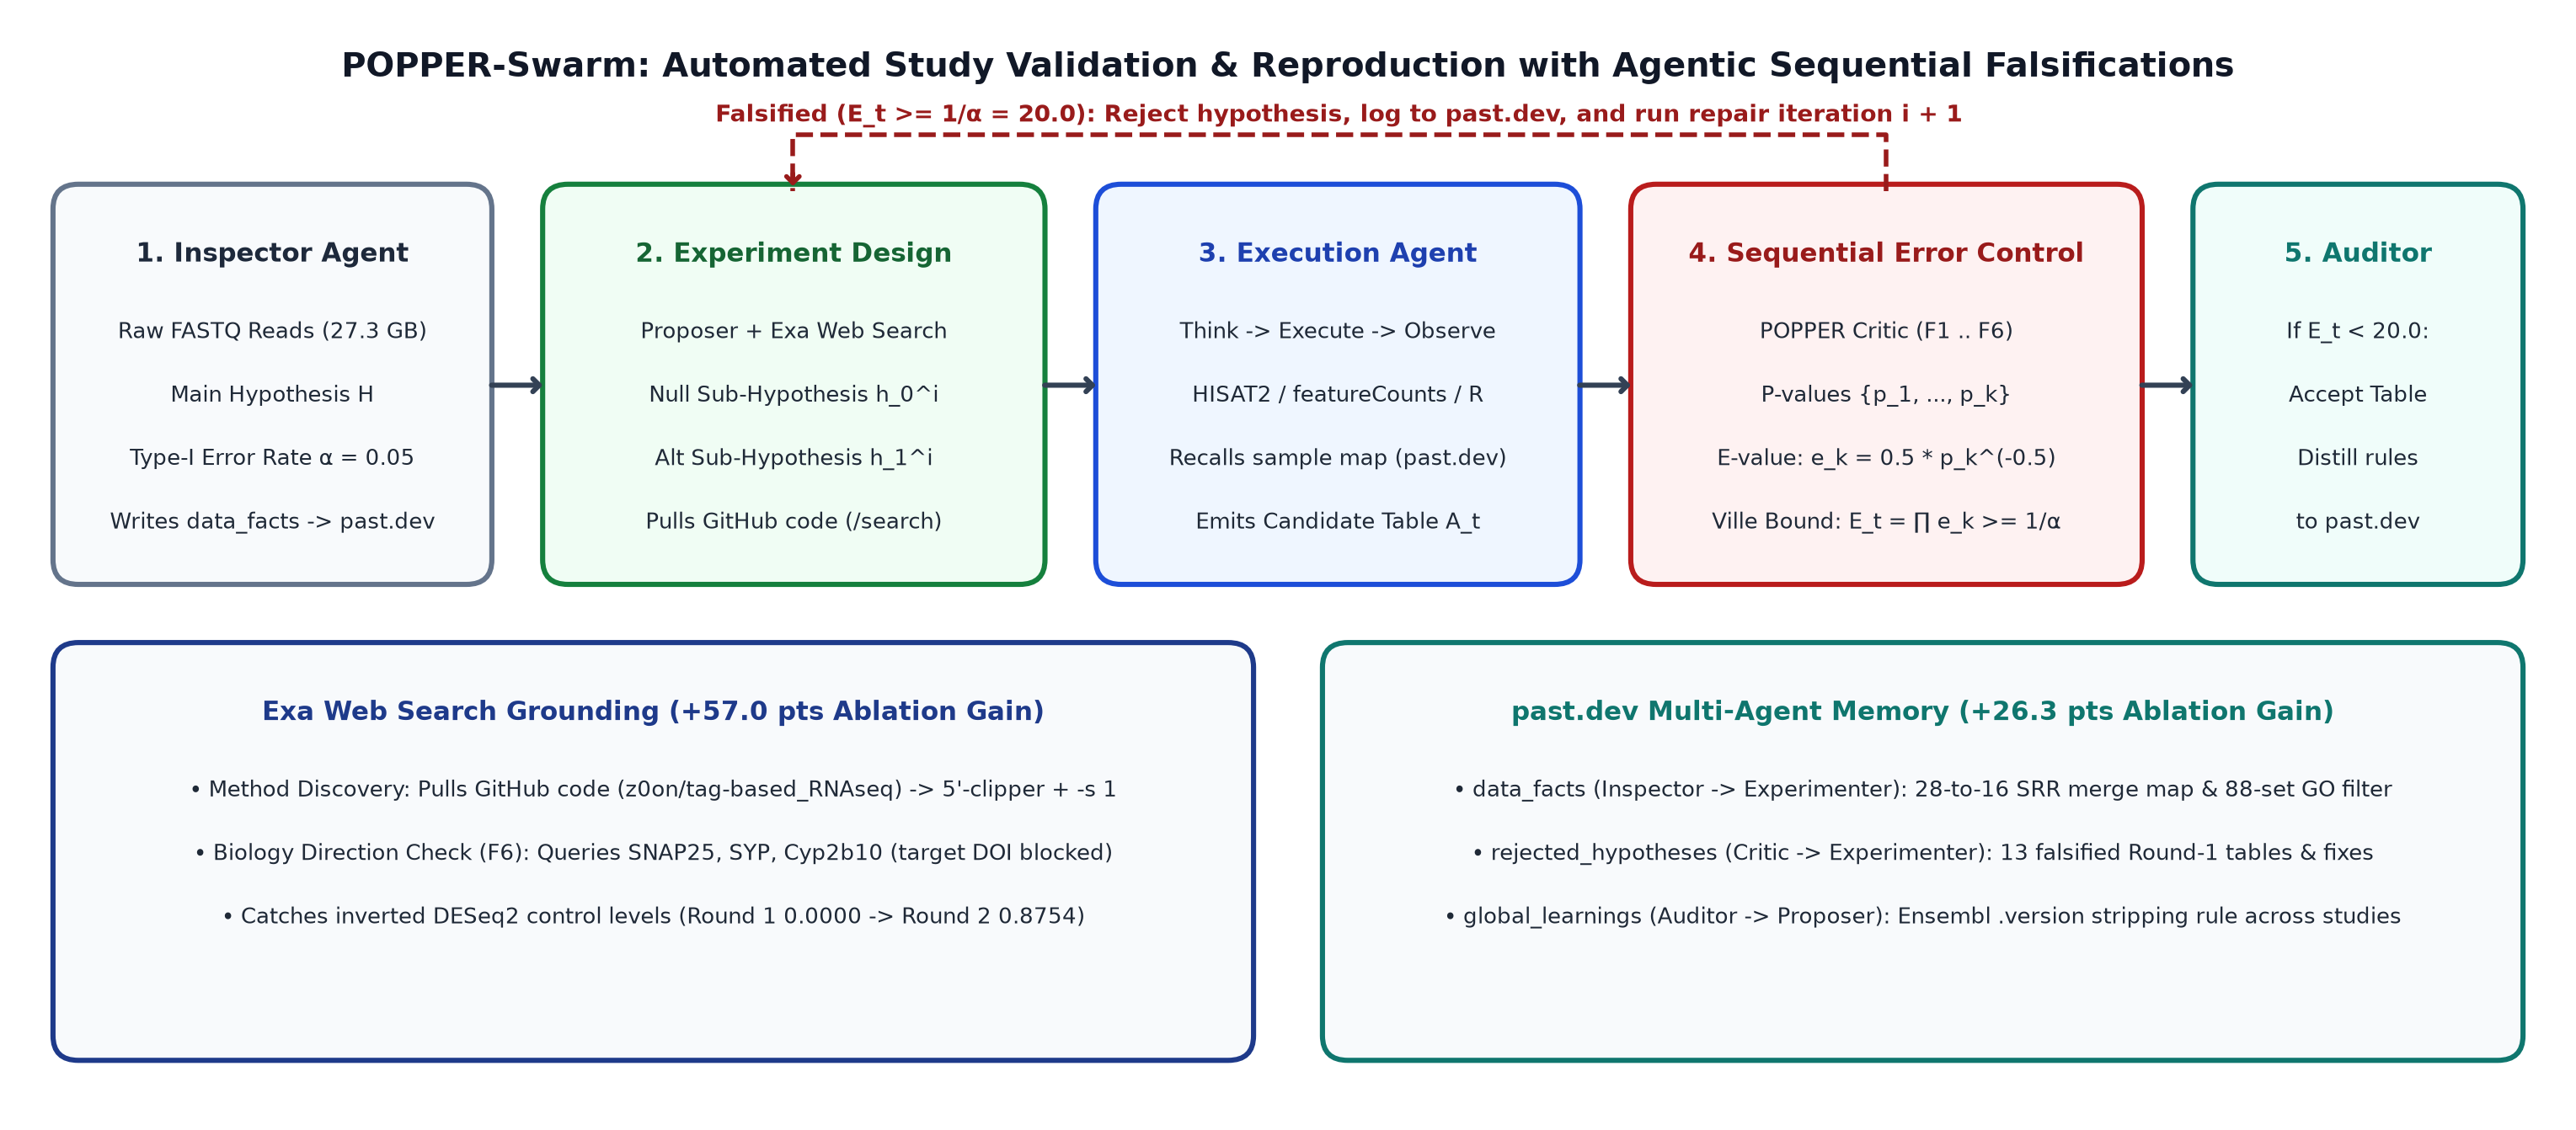 POPPER-Swarm: Automated Study Validation & Reproduction with Agentic Sequential Falsifications
Falsified (E_t >= 1/α = 20.0): Reject hypothesis, log to past.dev, and run repair iteration i + 1
1. Inspector Agent
Raw FASTQ Reads (27.3 GB)
Main Hypothesis H
Type-I Error Rate α = 0.05
Writes data_facts -> past.dev
2. Experiment Design
Proposer + Exa Web Search
Null Sub-Hypothesis h_0^i
Alt Sub-Hypothesis h_1^i
Pulls GitHub code (/search)
3. Execution Agent
Think -> Execute -> Observe
HISAT2 / featureCounts / R
Recalls sample map (past.dev)
Emits Candidate Table A_t
4. Sequential Error Control
POPPER Critic (F1 .. F6)
P-values {p_1, ..., p_k}
E-value: e_k = 0.5 * p_k^(-0.5)
Ville Bound: E_t = ∏ e_k >= 1/α
5. Auditor
If E_t < 20.0:
Accept Table
Distill rules
to past.dev
Exa Web Search Grounding (+57.0 pts Ablation Gain)
• Method Discovery: Pulls GitHub code (z0on/tag-based_RNAseq) -> 5'-clipper + -s 1
• Biology Direction Check (F6): Queries SNAP25, SYP, Cyp2b10 (target DOI blocked)
• Catches inverted DESeq2 control levels (Round 1 0.0000 -> Round 2 0.8754)
past.dev Multi-Agent Memory (+26.3 pts Ablation Gain)
• data_facts (Inspector -> Experimenter): 28-to-16 SRR merge map & 88-set GO filter
• rejected_hypotheses (Critic -> Experimenter): 13 falsified Round-1 tables & fixes
• global_learnings (Auditor -> Proposer): Ensembl .version stripping rule across studies